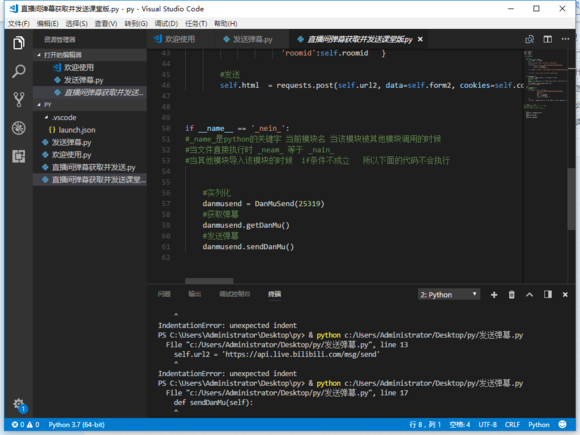 直播间弹幕获取并发送课堂版.py - py - Visual Studio Code
文件(F) 编辑(E) 选择(S) 查看(V) 转到(G) 调试(D) 任务(T) 帮助(H)
资源管理器
打开的编辑器
欢迎使用
发送弹幕.py
直播间弹幕获取并发送...
PY
.vscode
launch.json
发送弹幕.py
欢迎使用.py
直播间弹幕获取并发送.py
直播间弹幕获取并发送课堂版...
欢迎使用 发送弹幕.py 直播间弹幕获取并发送课堂版.py
43 'roomid':self.roomid }
44
45 #发送
46 self.html = requests.post(self.url2, data=self.form2, cookies=self.cc
47
48
49 if __name__ == '_nein_':
50 #_name_是python的关键字 当前模块名 当该模块被其他模块调用的时候
51 #当文件直接执行时 _neam_ 等于 _nain_
52 #当其他模块导入该模块的时候 if条件不成立 所以下面的代码不会执行
53
54
55
56 #实列化
57 danmusend = DanMuSend(25319)
58 #获取弹幕
59 danmusend.getDanMu()
60 #发送弹幕
61 danmusend.sendDanMu()
62
问题 输出 调试控制台 终端 2: Python
^
IndentationError: unexpected indent
PS C:\Users\Administrator\Desktop\py> & python c:/Users/Administrator/Desktop/py/发送弹幕.py
File "c:/Users/Administrator/Desktop/py/发送弹幕.py", line 13
self.url2 = 'https://api.live.bilibili.com/msg/send'
^
IndentationError: unexpected indent
PS C:\Users\Administrator\Desktop\py> & python c:/Users/Administrator/Desktop/py/发送弹幕.py
File "c:/Users/Administrator/Desktop/py/发送弹幕.py", line 17
def sendDanMu(self):
^
1
0 0 Python 3.7 (64-bit) 行 8，列 1 空格: 4 UTF-8 CRLF Python